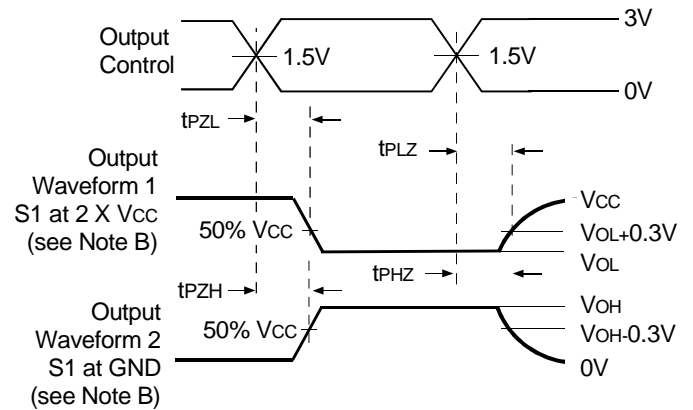 3V
Output
Control
1.5V
1.5V
0V
tPZL
tPLZ
Output
Waveform 1
S1 at 2 X VCC
(see Note B)
50% VCC
VCC
VOL+0.3V
VOL
tPZH
tPHZ
Output
Waveform 2
S1 at GND
(see Note B)
50% VCC
VOH
VOH-0.3V
0V